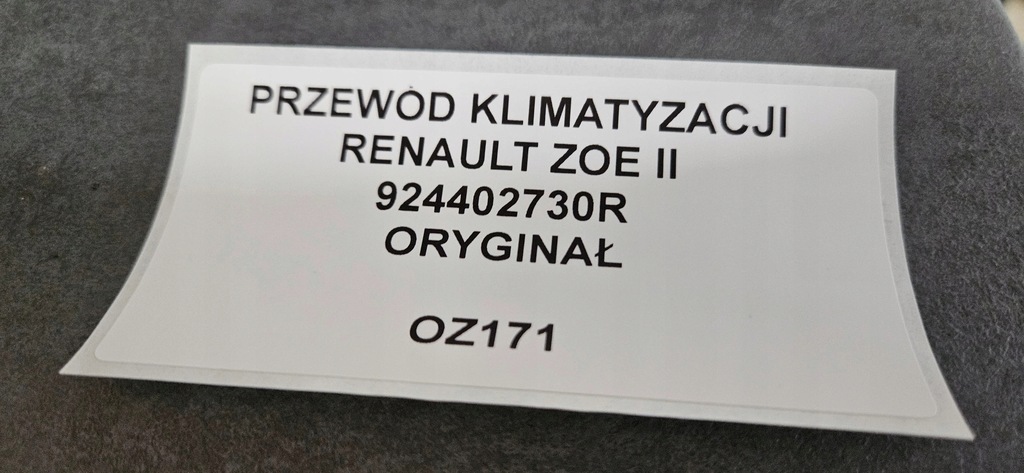 PRZEWÓD KLIMATYZACJI
RENAULT ZOE II
924402730R
ORYGINAŁ
OZ171